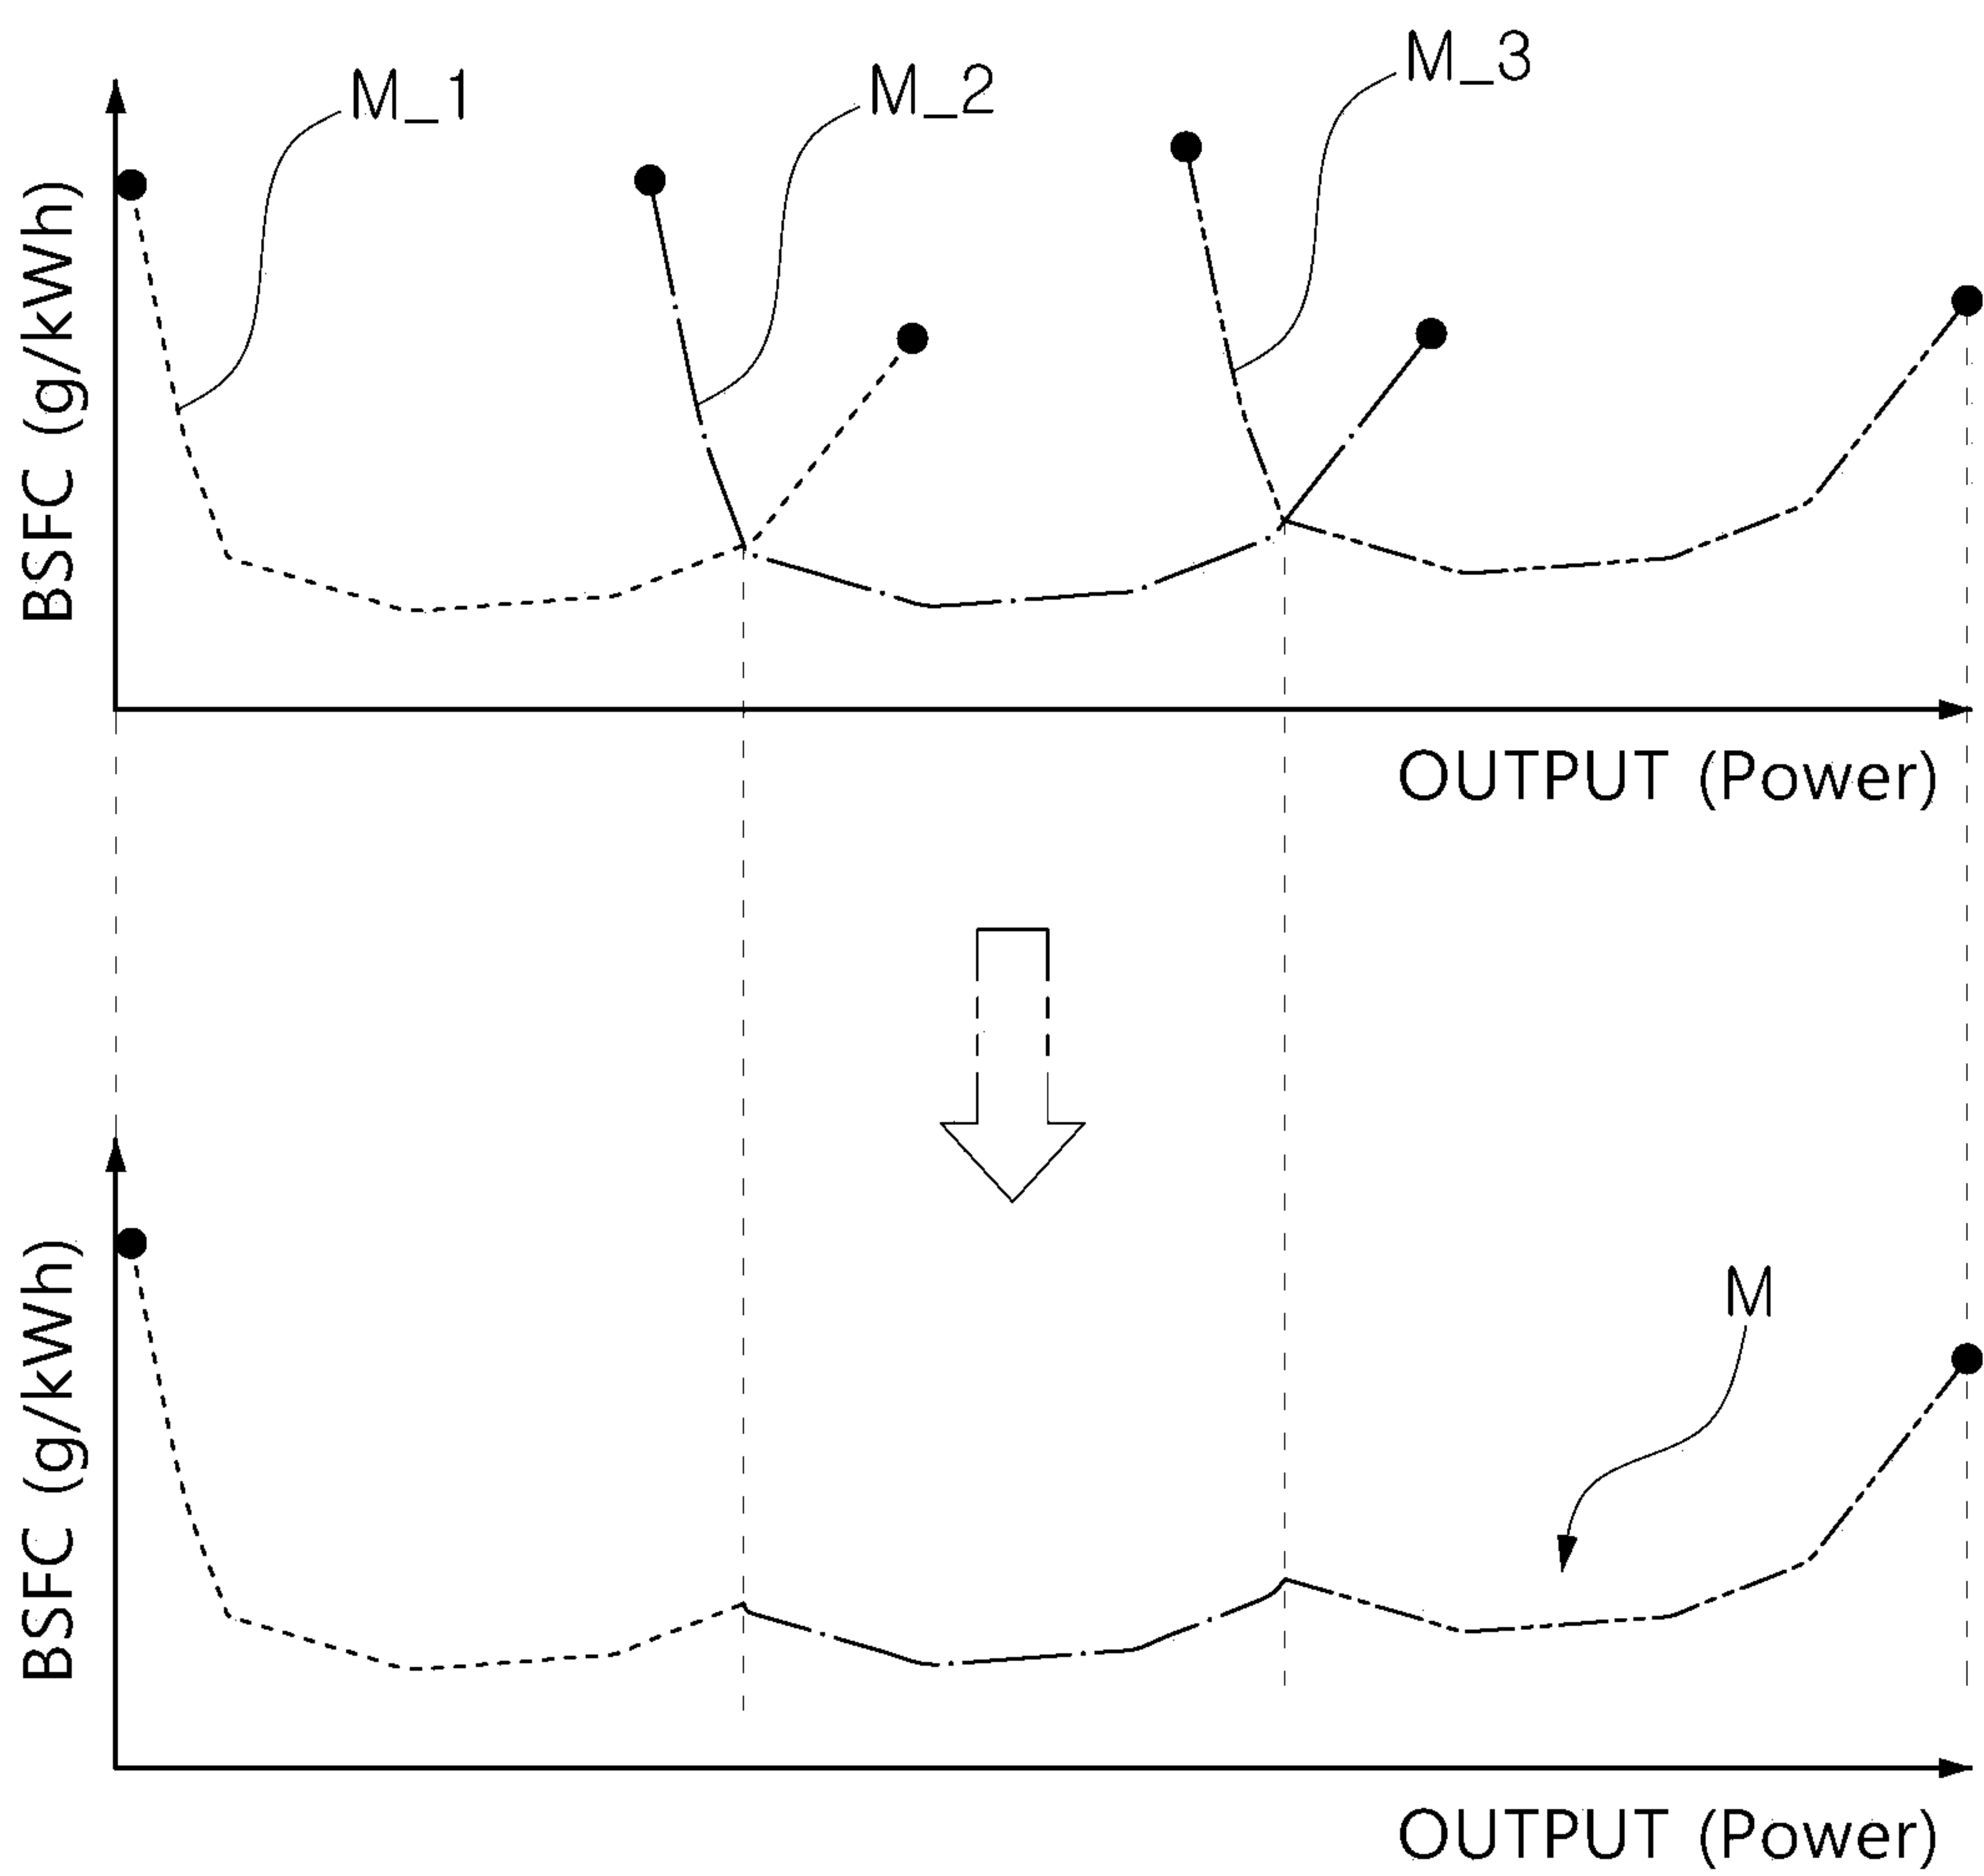 M_1
M_2
M_3
BSFC (g/kWh)
OUTPUT (Power)
M
BSFC (g/kWh)
OUTPUT (Power)